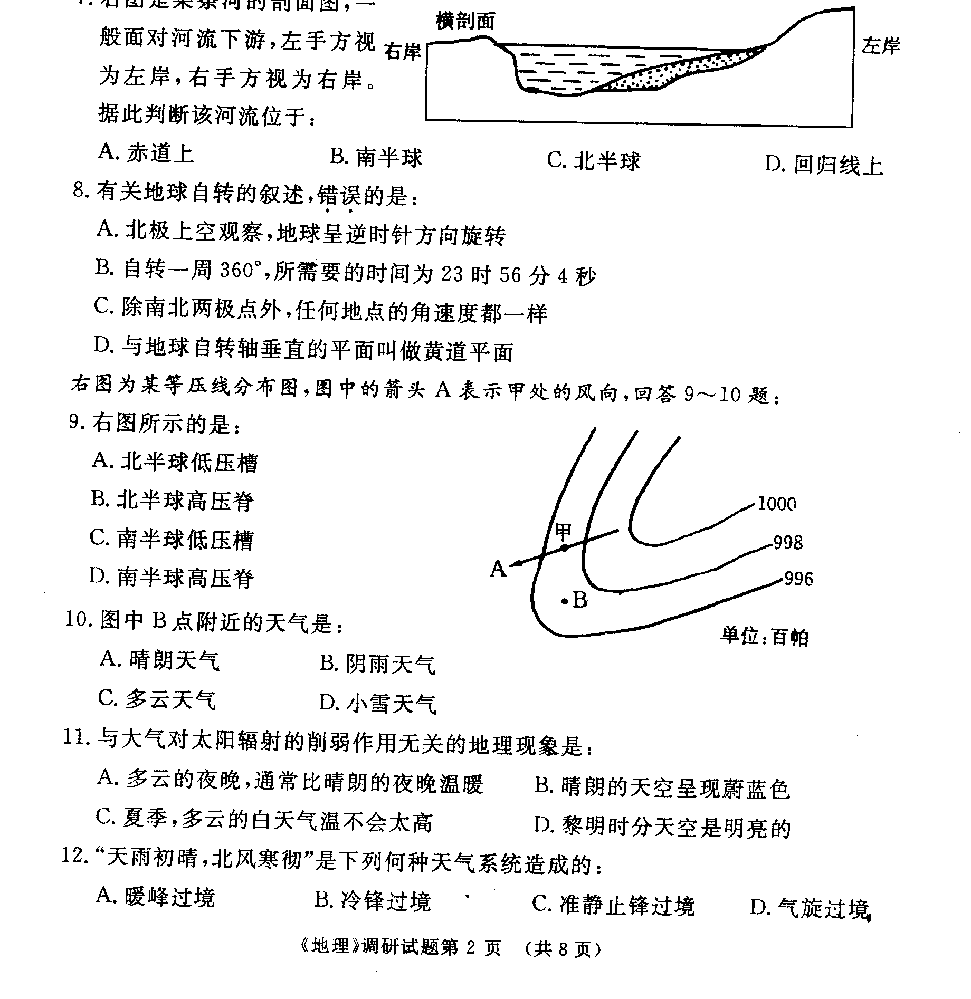 7. 右图是某条河的剖面图，一
般面对河流下游，左手方视
为左岸，右手方视为右岸。
据此判断该河流位于：
横剖面
右岸
左岸
A. 赤道上 B. 南半球 C. 北半球 D. 回归线上
8. 有关地球自转的叙述，错误的是：
A. 北极上空观察，地球呈逆时针方向旋转
B. 自转一周 360°，所需要的时间为 23 时 56 分 4 秒
C. 除南北两极点外，任何地点的角速度都一样
D. 与地球自转轴垂直的平面叫做黄道平面
右图为某等压线分布图，图中的箭头 A 表示甲处的风向，回答 9～10 题：
9. 右图所示的是：
A. 北半球低压槽
B. 北半球高压脊
C. 南半球低压槽
D. 南半球高压脊
甲
A
B
1000
998
996
单位：百帕
10. 图中 B 点附近的天气是：
A. 晴朗天气 B. 阴雨天气
C. 多云天气 D. 小雪天气
11. 与大气对太阳辐射的削弱作用无关的地理现象是：
A. 多云的夜晚，通常比晴朗的夜晚温暖 B. 晴朗的天空呈现蔚蓝色
C. 夏季，多云的白天气温不会太高 D. 黎明时分天空是明亮的
12. “天雨初晴，北风寒彻”是下列何种天气系统造成的：
A. 暖峰过境 B. 冷锋过境 C. 准静止锋过境 D. 气旋过境
《地理》调研试题第 2 页 （共 8 页）